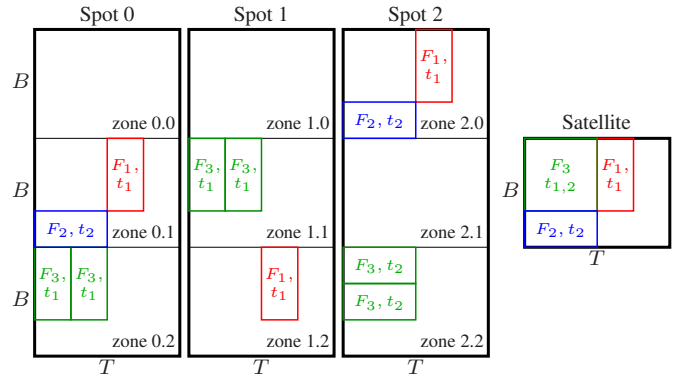 Spot 0
Spot 1
Spot 2
B
F₁,
t₁
F₂, t₂
zone 0.0
zone 1.0
zone 2.0
Satellite
B
F₁,
t₁
F₂, t₂
zone 0.1
F₃,
t₁
F₃,
t₁
zone 1.1
zone 2.1
B
F₃
t₁,₂
F₁,
t₁
F₂, t₂
T
B
F₃,
t₁
F₃,
t₁
zone 0.2
F₁,
t₁
zone 1.2
F₃, t₂
F₃, t₂
zone 2.2
T
T
T